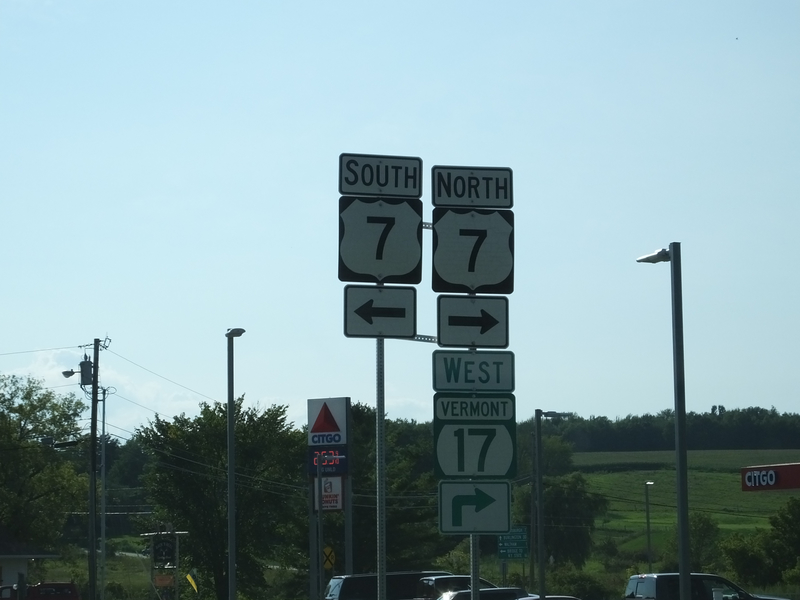 SOUTH
7
NORTH
7
WEST
VERMONT
17
CITGO
CITGO